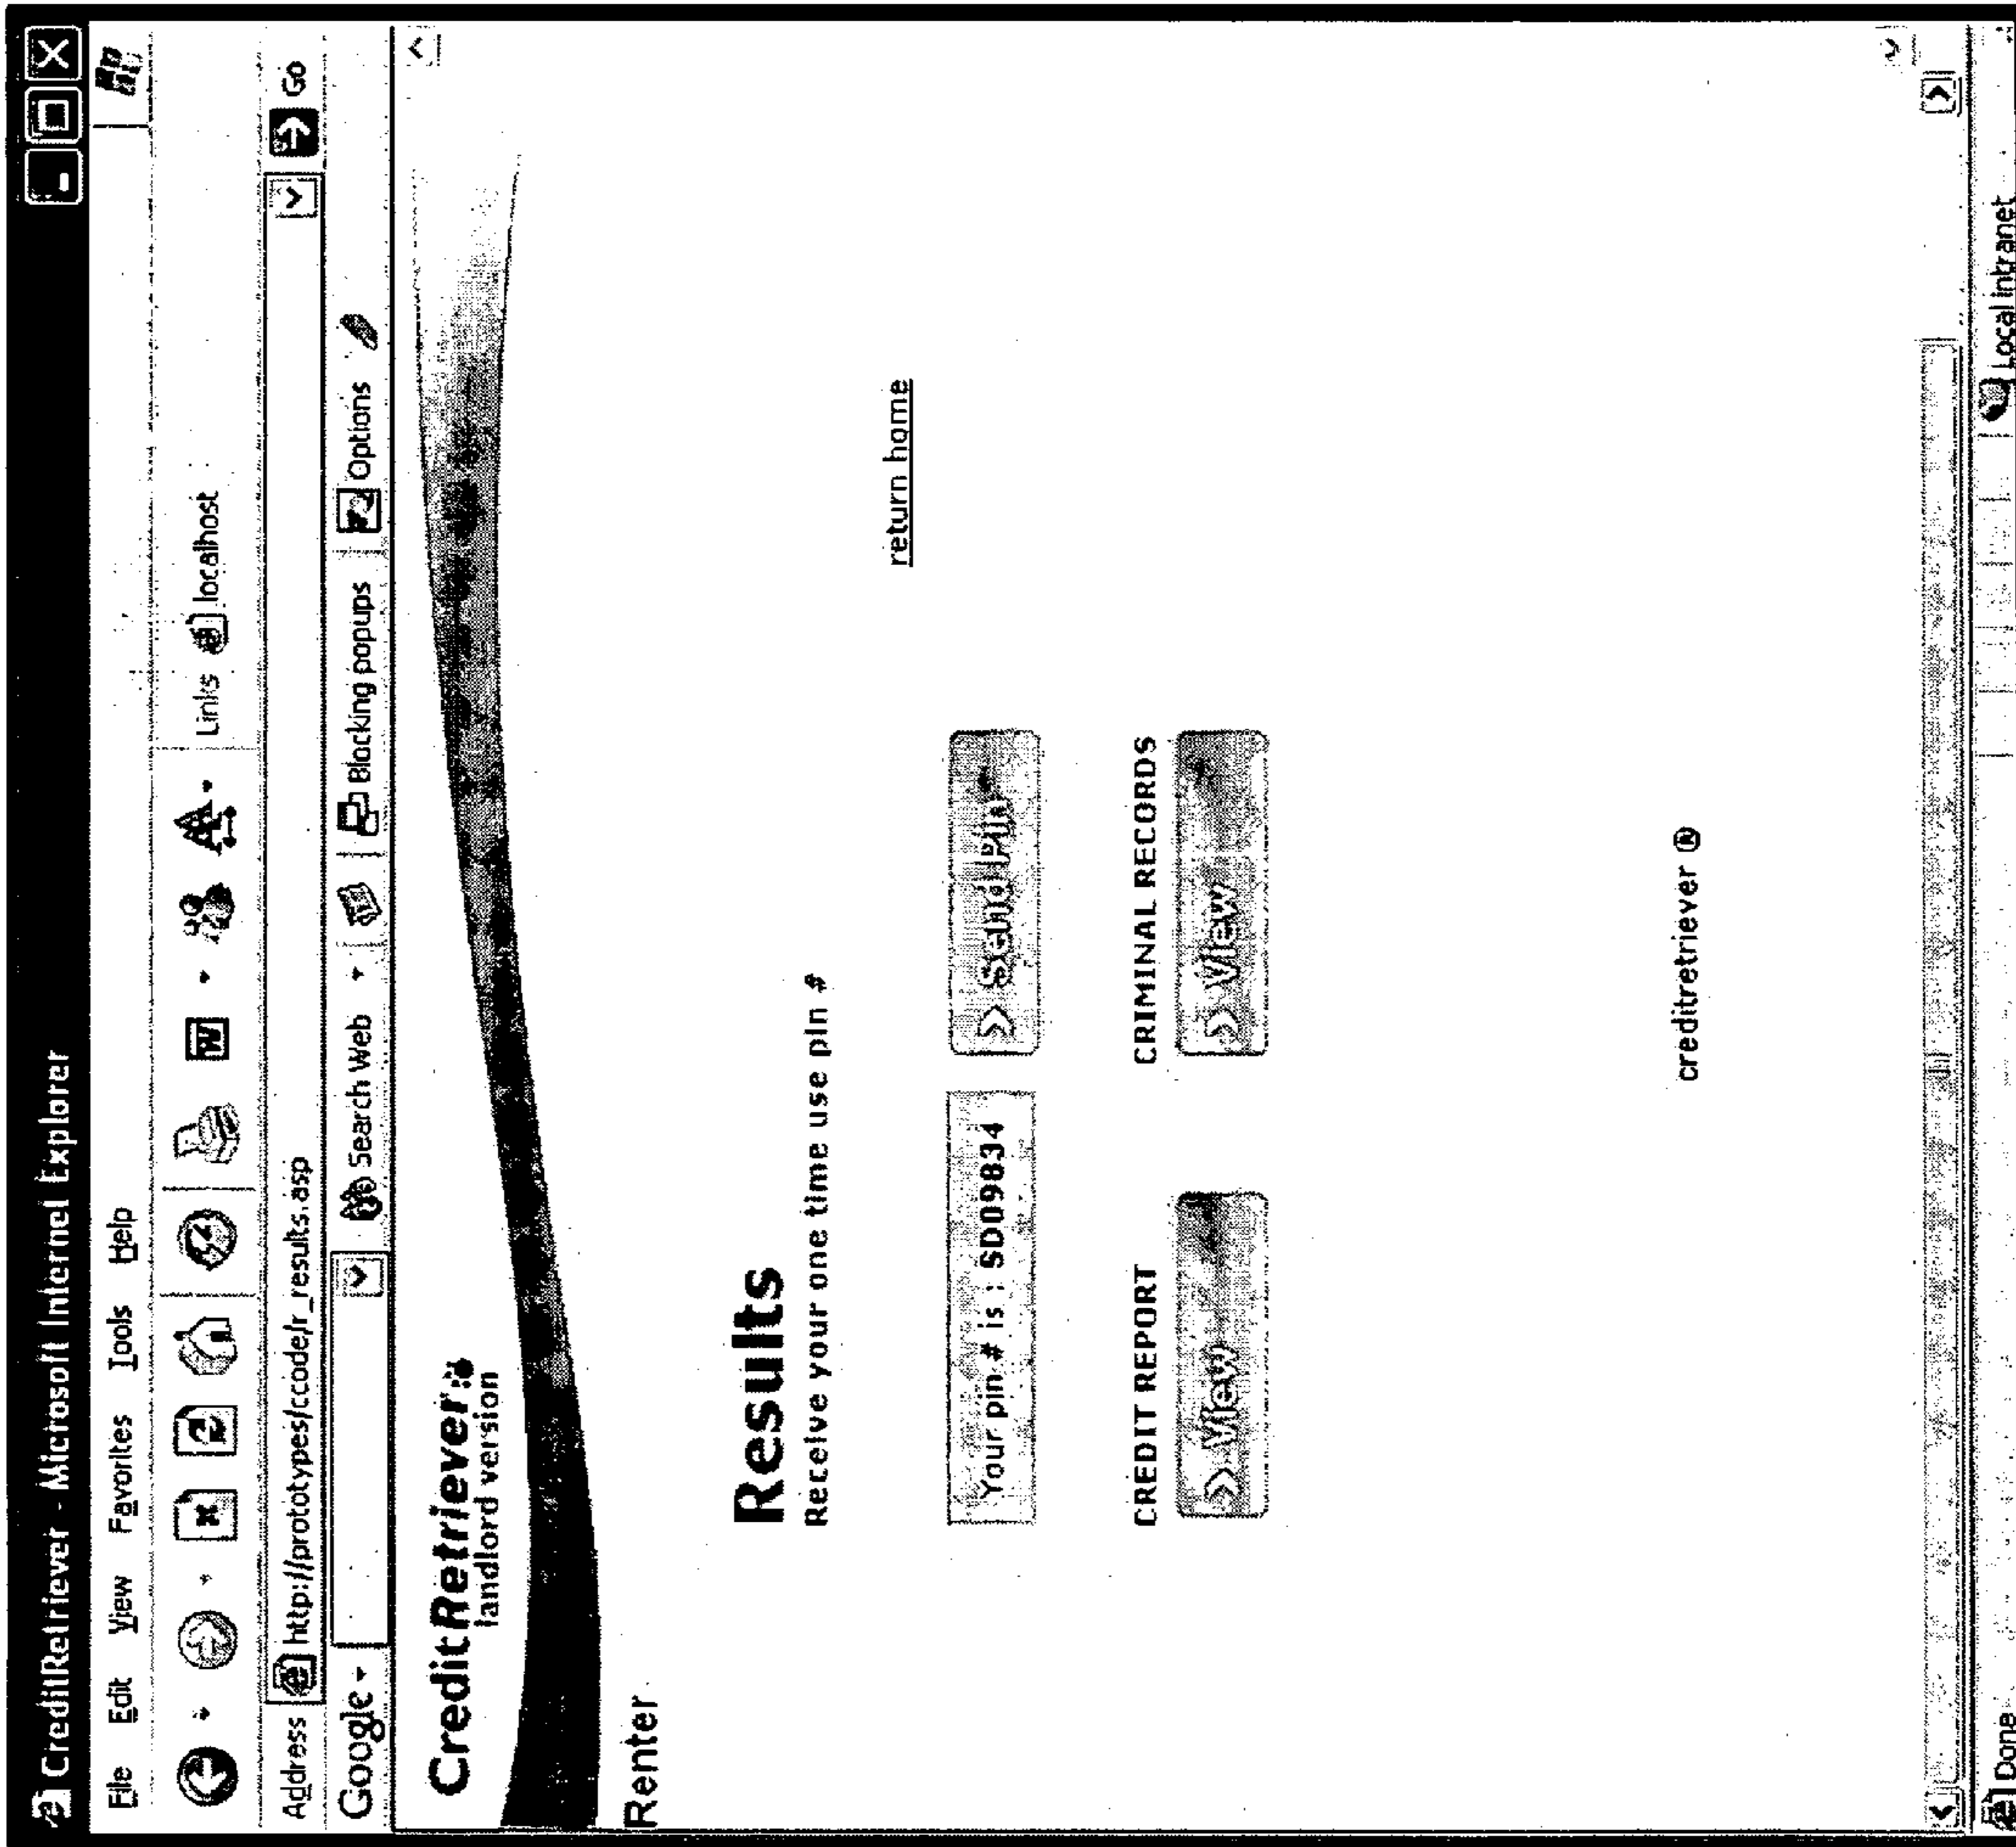 CreditRetriever - Microsoft Internet Explorer
File Edit View Favorites Tools Help
Links localhost
Address http://prototypes/ccode/r_results.asp Go
Google Search Web Blocking popups Options
CreditRetriever
landlord version
Renter
Results
Receive your one time use pin #
return home
Your pin # is : SD09834 >> Send Pin
CREDIT REPORT CRIMINAL RECORDS
>> View >> View
creditretriever ®
Done Local intranet